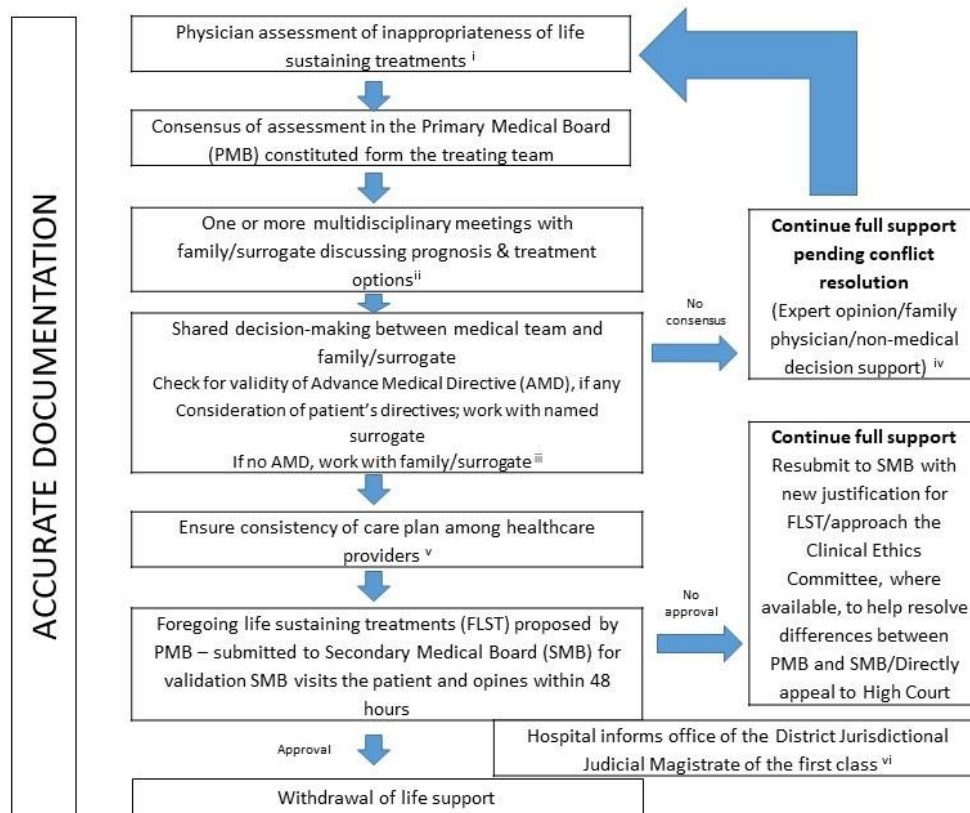 ACCURATE DOCUMENTATION
Physician assessment of inappropriateness of life
sustaining treatments i
Consensus of assessment in the Primary Medical Board
(PMB) constituted form the treating team
One or more multidisciplinary meetings with
family/surrogate discussing prognosis & treatment
options ii
Shared decision-making between medical team and
family/surrogate
Check for validity of Advance Medical Directive (AMD), if any
Consideration of patient's directives; work with named
surrogate
If no AMD, work with family/surrogate iii
No
consensus
Continue full support
pending conflict
resolution
(Expert opinion/family
physician/non-medical
decision support) iv
Ensure consistency of care plan among healthcare
providers v
Foregoing life sustaining treatments (FLST) proposed by
PMB – submitted to Secondary Medical Board (SMB) for
validation SMB visits the patient and opines within 48
hours
No
approval
Continue full support
Resubmit to SMB with
new justification for
FLST/approach the
Clinical Ethics
Committee, where
available, to help resolve
differences between
PMB and SMB/Directly
appeal to High Court
Approval
Hospital informs office of the District Jurisdictional
Judicial Magistrate of the first class vi
Withdrawal of life support